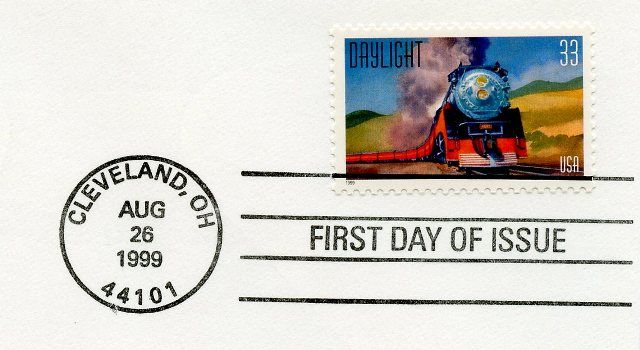 DAYLIGHT 33
USA
1999
CLEVELAND, OH
AUG
26
1999
44101
FIRST DAY OF ISSUE